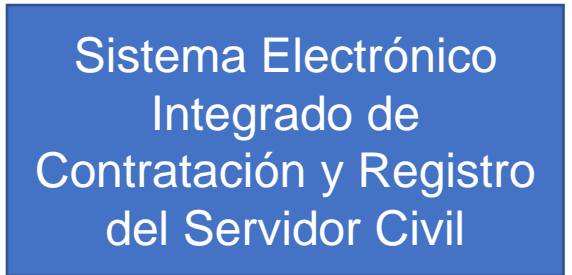 Sistema Electrónico
Integrado de
Contratación y Registro
del Servidor Civil